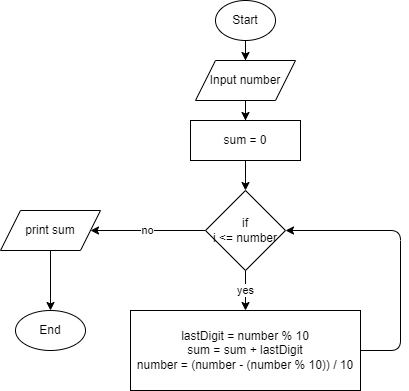 Start
Input number
sum = 0
if
i <= number
no
print sum
End
yes
lastDigit = number % 10
sum = sum + lastDigit
number = (number - (number % 10)) / 10